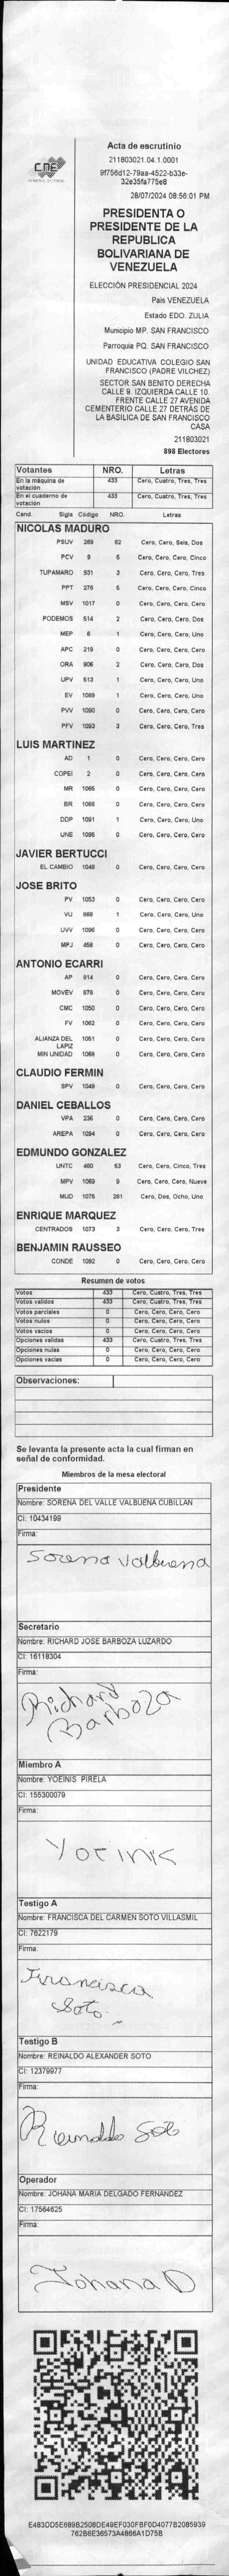 CNE
Acta de escrutinio
211803021.04.1.0001
9f756d12-79aa-4522-b33e-
32e35fa775e8
28/07/2024 08:56:01 PM
PRESIDENTA O
PRESIDENTE DE LA
REPUBLICA
BOLIVARIANA DE
VENEZUELA
ELECCIÓN PRESIDENCIAL 2024
Pais VENEZUELA
Estado EDO. ZULIA
Municipio MP. SAN FRANCISCO
Parroquia PQ. SAN FRANCISCO
UNIDAD EDUCATIVA COLEGIO SAN
FRANCISCO (PADRE VILCHEZ)
SECTOR SAN BENITO DERECHA
CALLE 9. IZQUIERDA CALLE 10.
FRENTE CALLE 27 AVENIDA
CEMENTERIO CALLE 27 DETRÁS DE
LA BASILICA DE SAN FRANCISCO
CASA
211803021
898 Electores
Votantes NRO. Letras
En la máquina de votación 433 Cero, Cuatro, Tres, Tres
En el cuaderno de votación 433 Cero, Cuatro, Tres, Tres
Cand. Sigla Código NRO. Letras
NICOLAS MADURO
PSUV 269 62 Cero, Cero, Seis, Dos
PCV 9 5 Cero, Cero, Cero, Cinco
TUPAMARO 931 3 Cero, Cero, Cero, Tres
PPT 276 5 Cero, Cero, Cero, Cinco
MSV 1017 0 Cero, Cero, Cero, Cero
PODEMOS 514 2 Cero, Cero, Cero, Dos
MEP 6 1 Cero, Cero, Cero, Uno
APC 219 0 Cero, Cero, Cero, Cero
ORA 906 2 Cero, Cero, Cero, Dos
UPV 513 1 Cero, Cero, Cero, Uno
EV 1089 1 Cero, Cero, Cero, Uno
PVV 1090 0 Cero, Cero, Cero, Cero
PFV 1093 3 Cero, Cero, Cero, Tres
LUIS MARTINEZ
AD 1 0 Cero, Cero, Cero, Cero
COPEI 2 0 Cero, Cero, Cero, Cero
MR 1065 0 Cero, Cero, Cero, Cero
BR 1066 0 Cero, Cero, Cero, Cero
DDP 1091 1 Cero, Cero, Cero, Uno
UNE 1095 0 Cero, Cero, Cero, Cero
JAVIER BERTUCCI
EL CAMBIO 1048 0 Cero, Cero, Cero, Cero
JOSE BRITO
PV 1053 0 Cero, Cero, Cero, Cero
VU 968 1 Cero, Cero, Cero, Uno
UVV 1096 0 Cero, Cero, Cero, Cero
MPJ 458 0 Cero, Cero, Cero, Cero
ANTONIO ECARRI
AP 914 0 Cero, Cero, Cero, Cero
MOVEV 978 0 Cero, Cero, Cero, Cero
CMC 1050 0 Cero, Cero, Cero, Cero
FV 1062 0 Cero, Cero, Cero, Cero
ALIANZA DEL LAPIZ 1051 0 Cero, Cero, Cero, Cero
MIN UNIDAD 1068 0 Cero, Cero, Cero, Cero
CLAUDIO FERMIN
SPV 1049 0 Cero, Cero, Cero, Cero
DANIEL CEBALLOS
VPA 236 0 Cero, Cero, Cero, Cero
AREPA 1094 0 Cero, Cero, Cero, Cero
EDMUNDO GONZALEZ
UNTC 460 53 Cero, Cero, Cinco, Tres
MPV 1069 9 Cero, Cero, Cero, Nueve
MUD 1075 281 Cero, Dos, Ocho, Uno
ENRIQUE MARQUEZ
CENTRADOS 1073 3 Cero, Cero, Cero, Tres
BENJAMIN RAUSSEO
CONDE 1092 0 Cero, Cero, Cero, Cero
Resumen de votos
Votos 433 Cero, Cuatro, Tres, Tres
Votos validos 433 Cero, Cuatro, Tres, Tres
Votos parciales 0 Cero, Cero, Cero, Cero
Votos nulos 0 Cero, Cero, Cero, Cero
Votos vacios 0 Cero, Cero, Cero, Cero
Opciones validas 433 Cero, Cuatro, Tres, Tres
Opciones nulas 0 Cero, Cero, Cero, Cero
Opciones vacias 0 Cero, Cero, Cero, Cero
Observaciones:
Se levanta la presente acta la cual firman en
señal de conformidad.
Miembros de la mesa electoral
Presidente
Nombre: SORENA DEL VALLE VALBUENA CUBILLAN
CI: 10434199
Firma:
Sorena Valbuena
Secretario
Nombre: RICHARD JOSE BARBOZA LUZARDO
CI: 16118304
Firma:
Richard
Barboza
Miembro A
Nombre: YOEINIS PIRELA
CI: 155300079
Firma:
Yoeinis
Testigo A
Nombre: FRANCISCA DEL CARMEN SOTO VILLASMIL
CI: 7622179
Firma:
Francisca
Soto
Testigo B
Nombre: REINALDO ALEXANDER SOTO
CI: 12379977
Firma:
Reinaldo Soto
Operador
Nombre: JOHANA MARIA DELGADO FERNANDEZ
CI: 17564625
Firma:
Johana D
E483DD5E689B2508DE49EF030FBF0D4077B2085939
762B6E36573A4866A1D75B